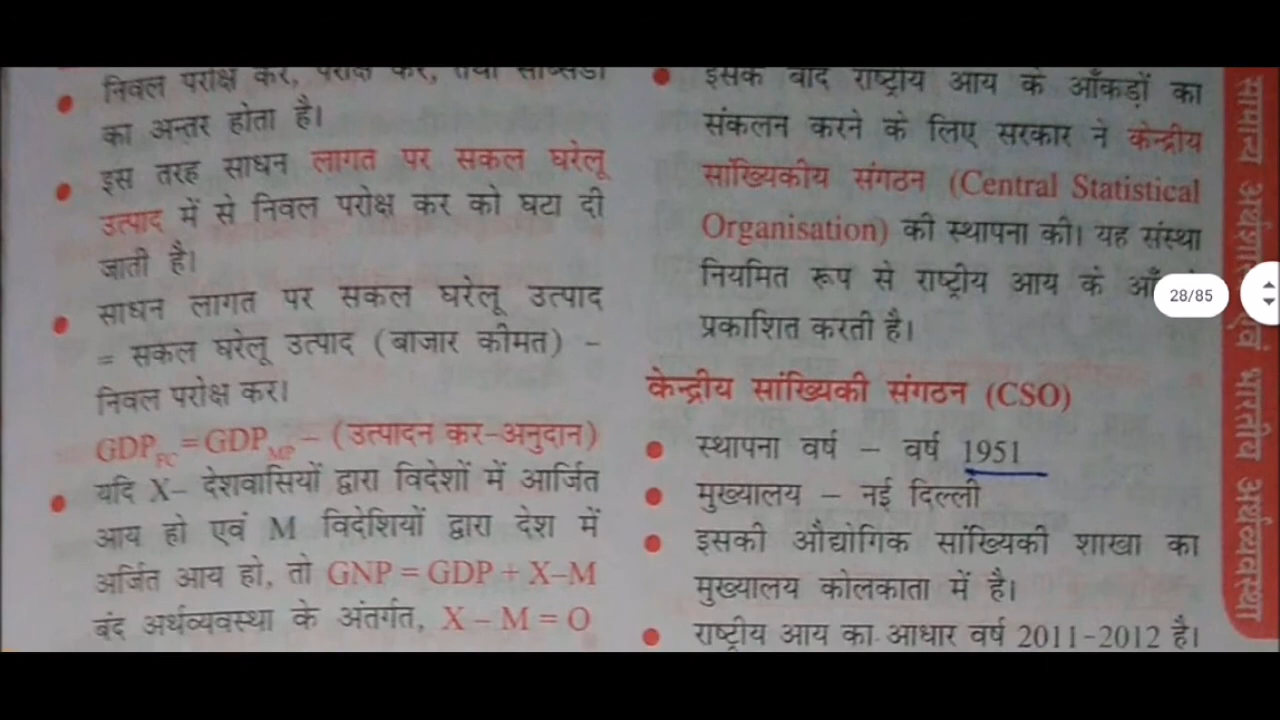 निवल परोक्ष कर, परोक्ष कर, तथा सब्सिडी
का अन्तर होता है।
इस तरह साधन लागत पर सकल घरेलू
उत्पाद में से निवल परोक्ष कर को घटा दी
जाती है।
साधन लागत पर सकल घरेलू उत्पाद
= सकल घरेलू उत्पाद (बाजार कीमत) -
निवल परोक्ष कर।
GDP_FC = GDP_MP - (उत्पादन कर-अनुदान)
यदि X- देशवासियों द्वारा विदेशों में आर्जित
आय हो एवं M विदेशियों द्वारा देश में
अर्जित आय हो, तो GNP = GDP + X-M
बंद अर्थव्यवस्था के अंतर्गत, X - M = O
इसके बाद राष्ट्रीय आय के आँकड़ों का
संकलन करने के लिए सरकार ने केन्द्रीय
सांख्यिकीय संगठन (Central Statistical
Organisation) की स्थापना की। यह संस्था
नियमित रूप से राष्ट्रीय आय के
प्रकाशित करती है।
केन्द्रीय सांख्यिकी संगठन (CSO)
स्थापना वर्ष - वर्ष 1951
मुख्यालय - नई दिल्ली
इसकी औद्योगिक सांख्यिकी शाखा का
मुख्यालय कोलकाता में है।
राष्ट्रीय आय का आधार वर्ष 2011-2012 है।
28/85
सामान्य अर्थशास्त्र एवं भारतीय अर्थव्यवस्था